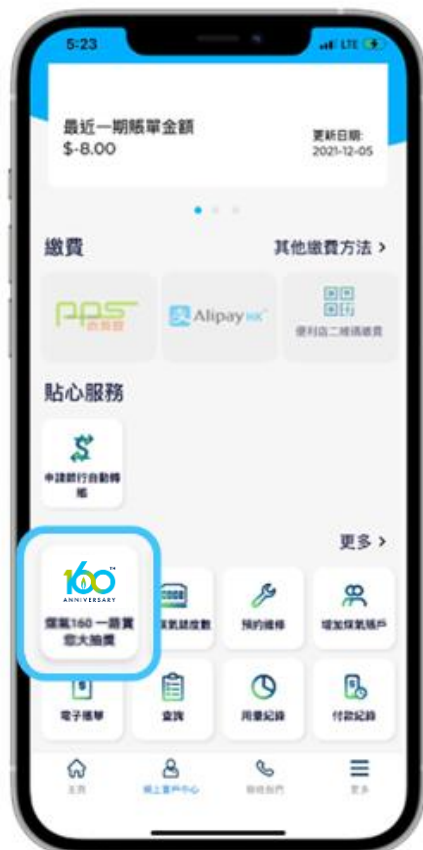 5:23
LTE
最近一期賬單金額
$-8.00
更新日期:
2021-12-05
繳費
其他繳費方法 >
PPS
繳費靈
Alipay HK
便利店二維碼繳費
貼心服務
申請銀行自動轉
賬
更多 >
160
ANNIVERSARY
煤氣160 一路賞
您大抽獎
煤氣錶度數
預約維修
增加煤氣賬戶
電子賬單
查詢
用量紀錄
付款紀錄
主頁
網上客戶中心
聯絡我們
更多